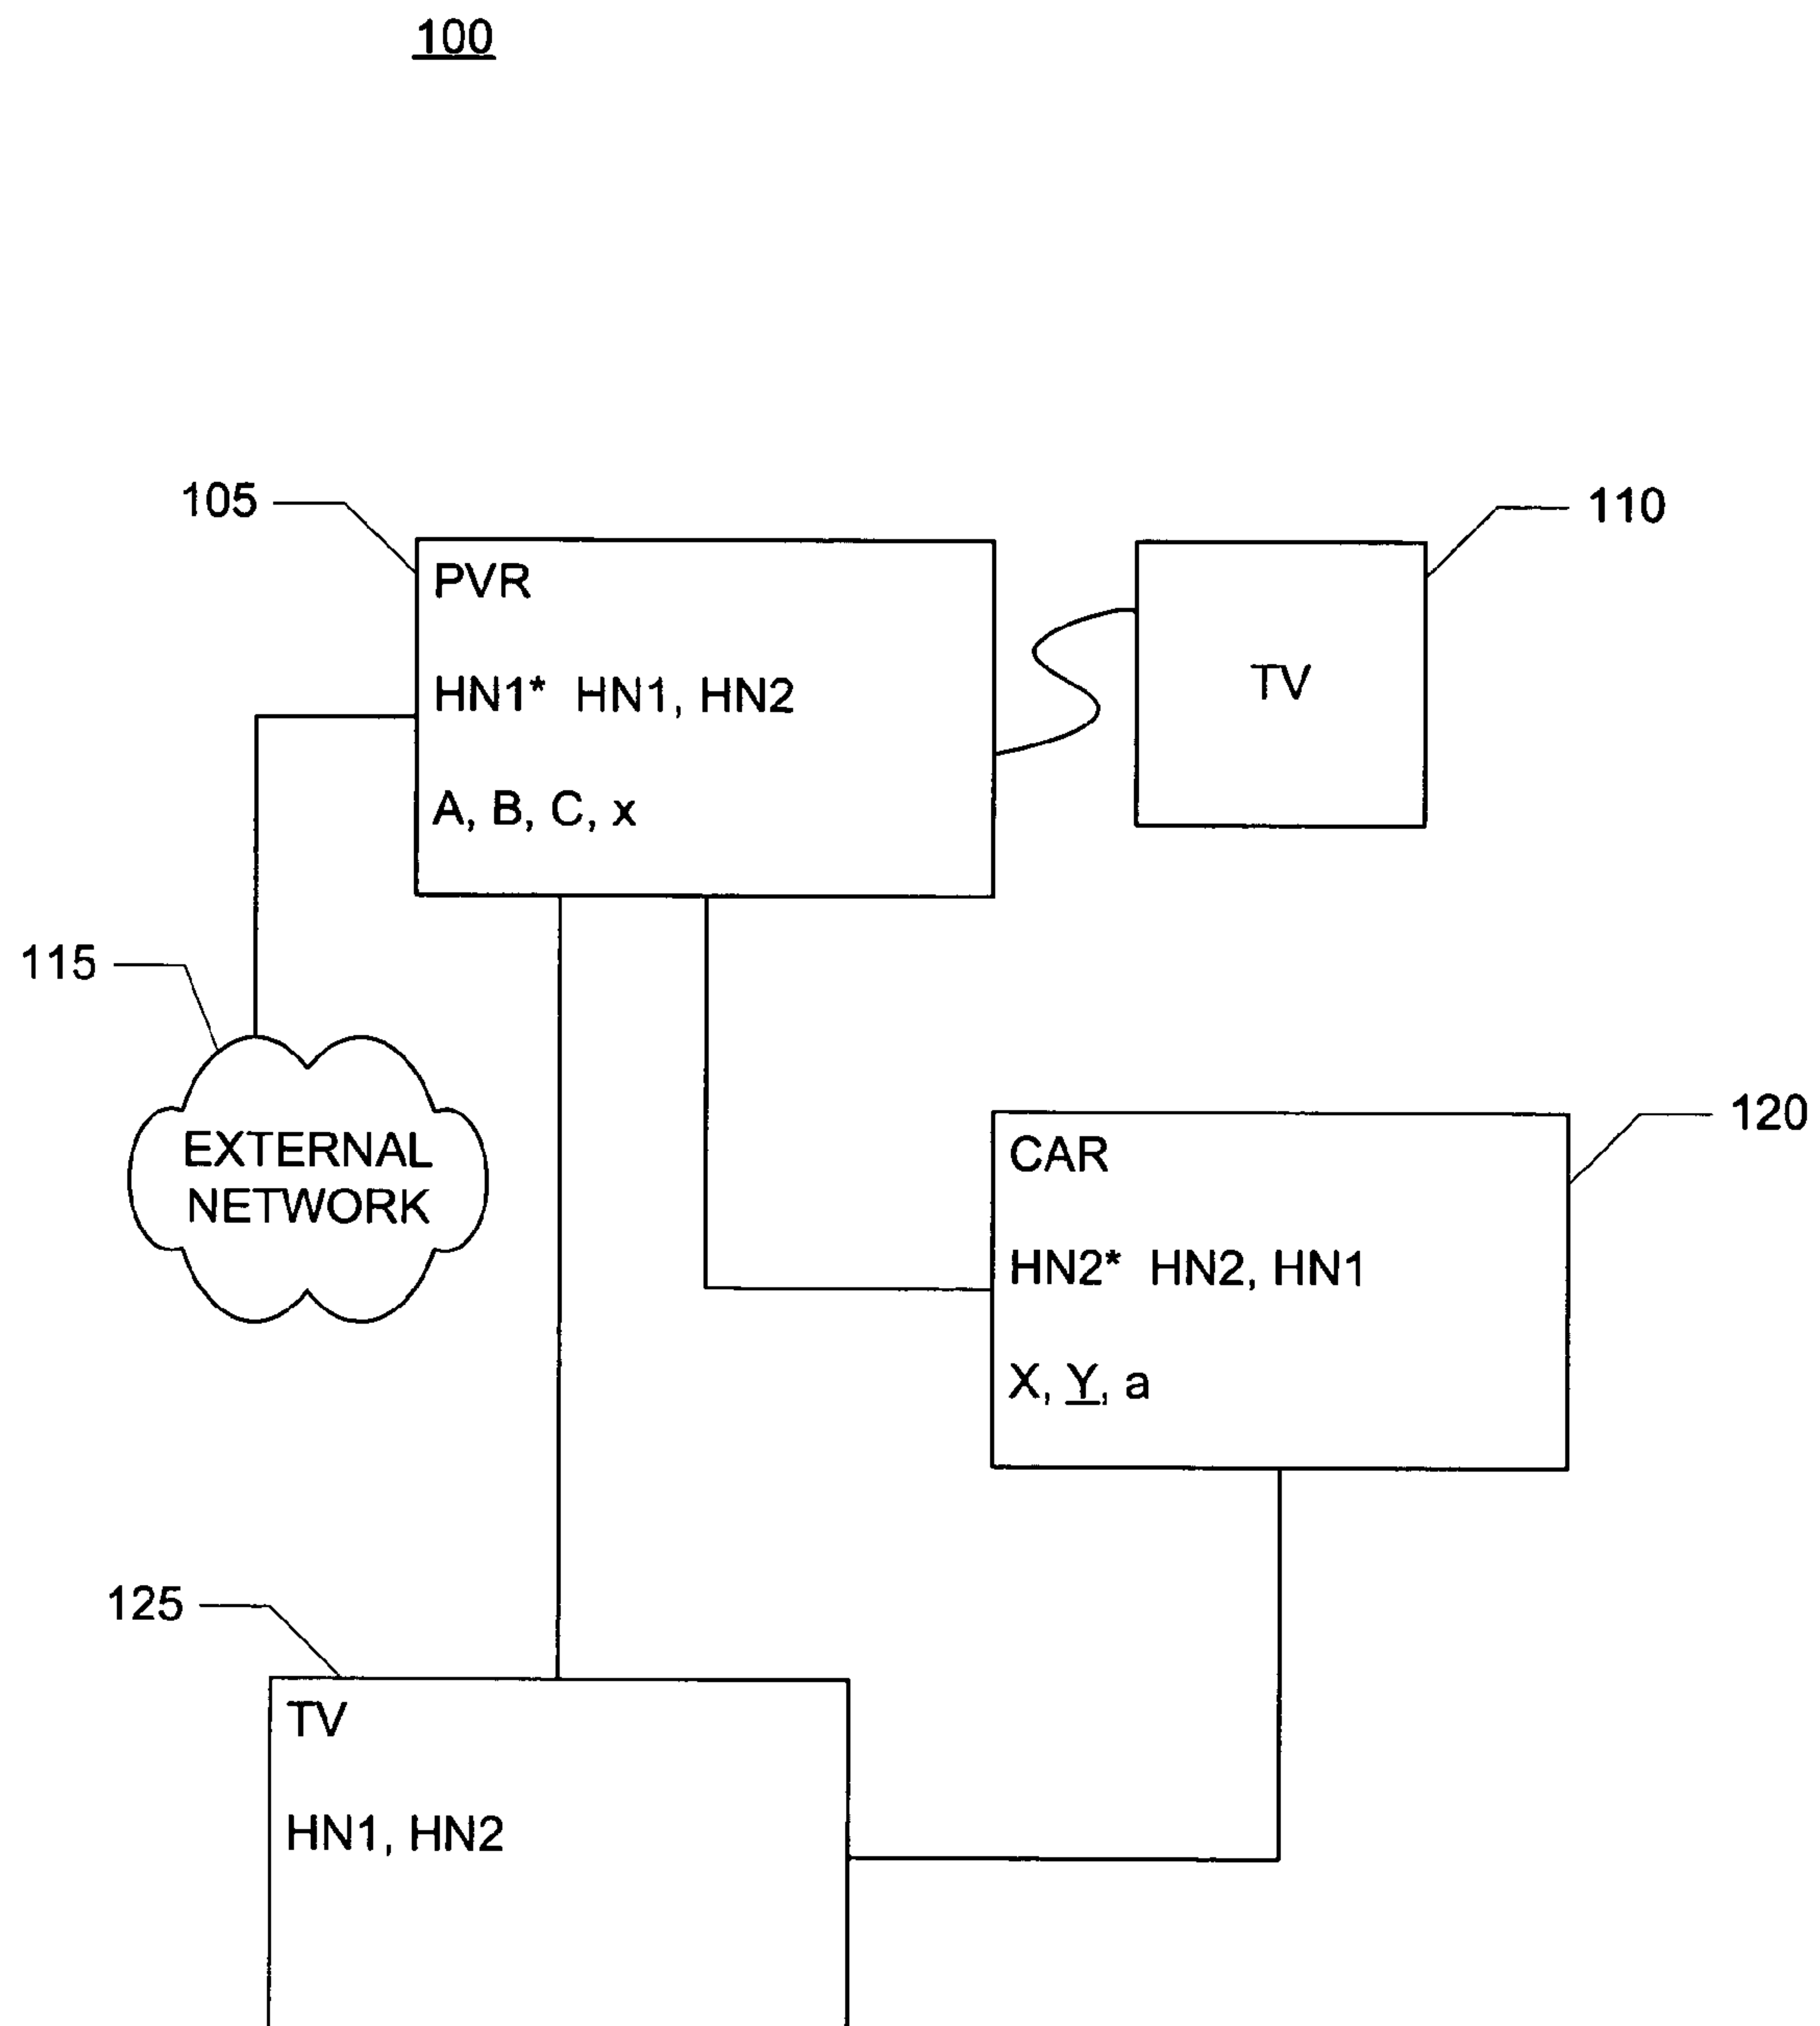 100
105
110
PVR
HN1* HN1, HN2
A, B, C, x
TV
115
EXTERNAL
NETWORK
120
CAR
HN2* HN2, HN1
X, Y, a
125
TV
HN1, HN2